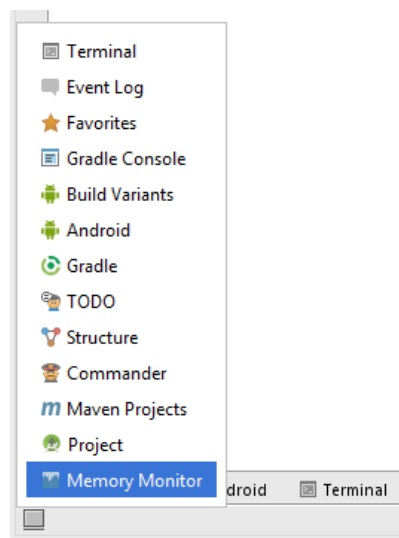 Terminal
Event Log
Favorites
Gradle Console
Build Variants
Android
Gradle
TODO
Structure
Commander
Maven Projects
Project
Memory Monitor
droid Terminal